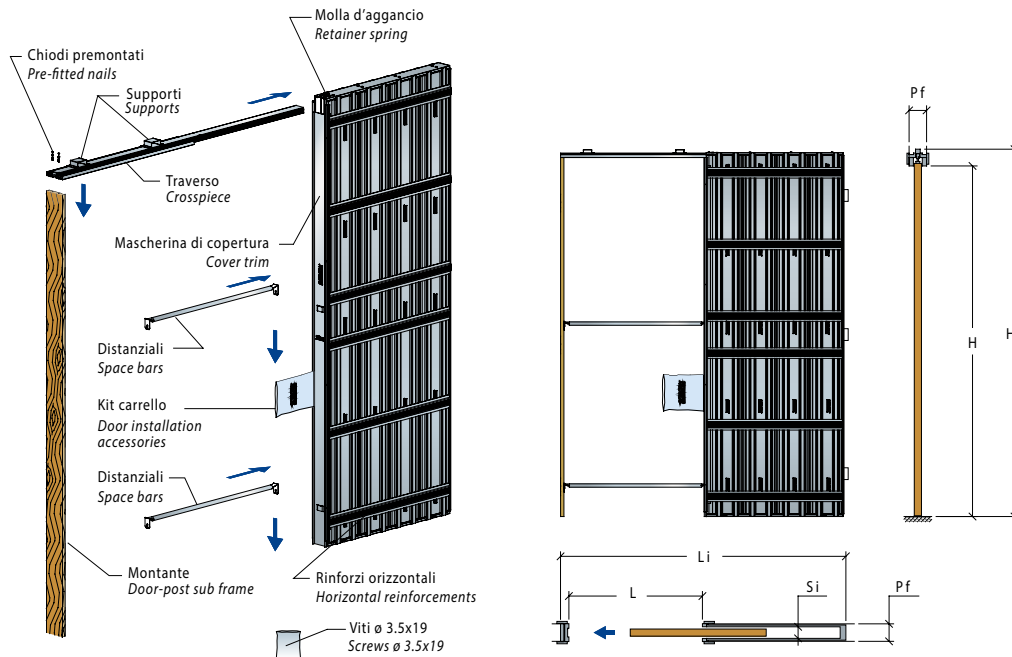 Molla d'aggancio
Retainer spring
Chiodi premontati
Pre-fitted nails
Supporti
Supports
Traverso
Crosspiece
Mascherina di copertura
Cover trim
Distanziali
Space bars
Kit carrello
Door installation
accessories
Distanziali
Space bars
Montante
Door-post sub frame
Rinforzi orizzontali
Horizontal reinforcements
Viti ø 3.5x19
Screws ø 3.5x19
Pf
H
Li
L
Si
Pf